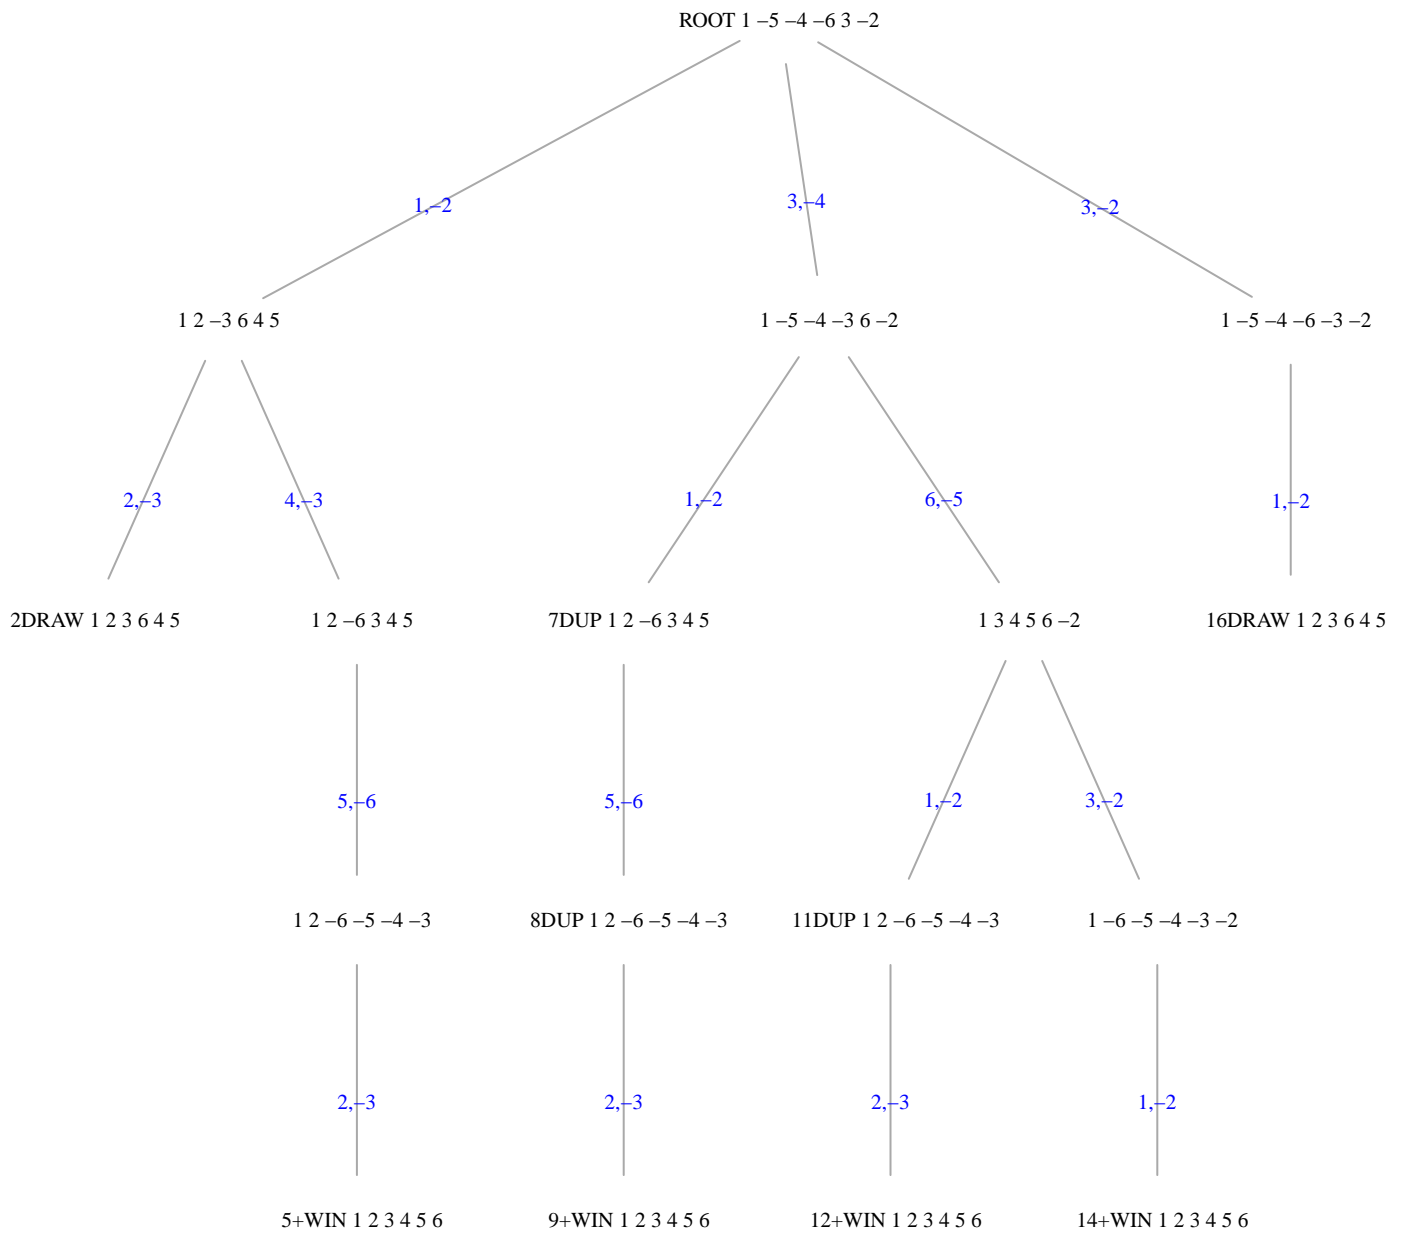 ROOT 1 –5 –4 –6 3 –2
1,–2
3,–4
3,–2
1 2 –3 6 4 5
1 –5 –4 –3 6 –2
1 –5 –4 –6 –3 –2
2,–3
4,–3
1,–2
6,–5
1,–2
2DRAW 1 2 3 6 4 5
1 2 –6 3 4 5
7DUP 1 2 –6 3 4 5
1 3 4 5 6 –2
16DRAW 1 2 3 6 4 5
5,–6
5,–6
1,–2
3,–2
1 2 –6 –5 –4 –3
8DUP 1 2 –6 –5 –4 –3
11DUP 1 2 –6 –5 –4 –3
1 –6 –5 –4 –3 –2
2,–3
2,–3
2,–3
1,–2
5+WIN 1 2 3 4 5 6
9+WIN 1 2 3 4 5 6
12+WIN 1 2 3 4 5 6
14+WIN 1 2 3 4 5 6